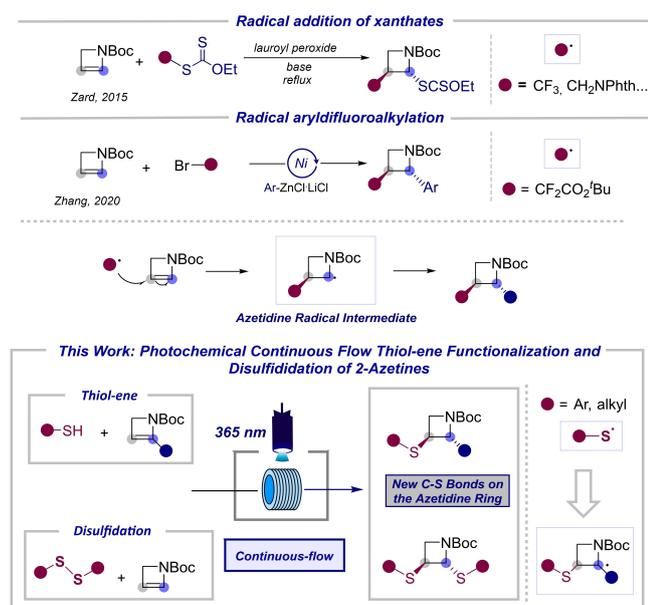 Radical addition of xanthates
NBoc
+
S
S
OEt
lauroyl peroxide
base
reflux
NBoc
SCSOEt
Zard, 2015
= CF3, CH2NPhth...
Radical aryldifluoroalkylation
NBoc
+
Br
Ni
Ar-ZnCl·LiCl
NBoc
Ar
Zhang, 2020
= CF2CO2tBu
NBoc
NBoc
NBoc
Azetidine Radical Intermediate
This Work: Photochemical Continuous Flow Thiol-ene Functionalization and
Disulfididation of 2-Azetines
Thiol-ene
SH
+
NBoc
365 nm
NBoc
S
New C-S Bonds on
the Azetidine Ring
= Ar, alkyl
S
Disulfidation
S
S
+
NBoc
Continuous-flow
NBoc
S
S
NBoc
S